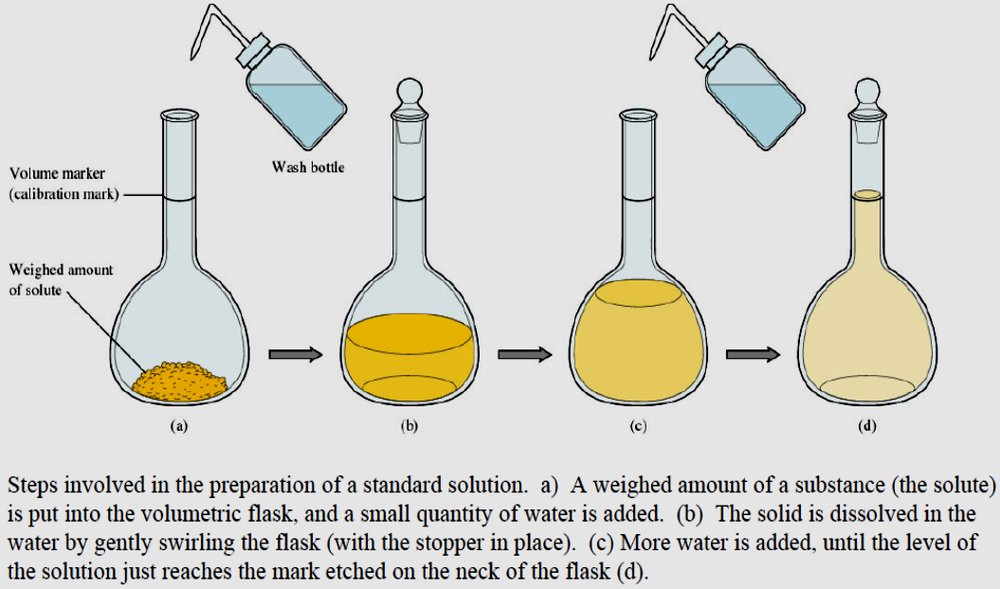 Wash bottle
Volume marker
(calibration mark)
Weighed amount
of solute
(a)
(b)
(c)
(d)
Steps involved in the preparation of a standard solution.  a)  A weighed amount of a substance (the solute)
is put into the volumetric flask, and a small quantity of water is added.  (b)  The solid is dissolved in the
water by gently swirling the flask (with the stopper in place).  (c) More water is added, until the level of
the solution just reaches the mark etched on the neck of the flask (d).